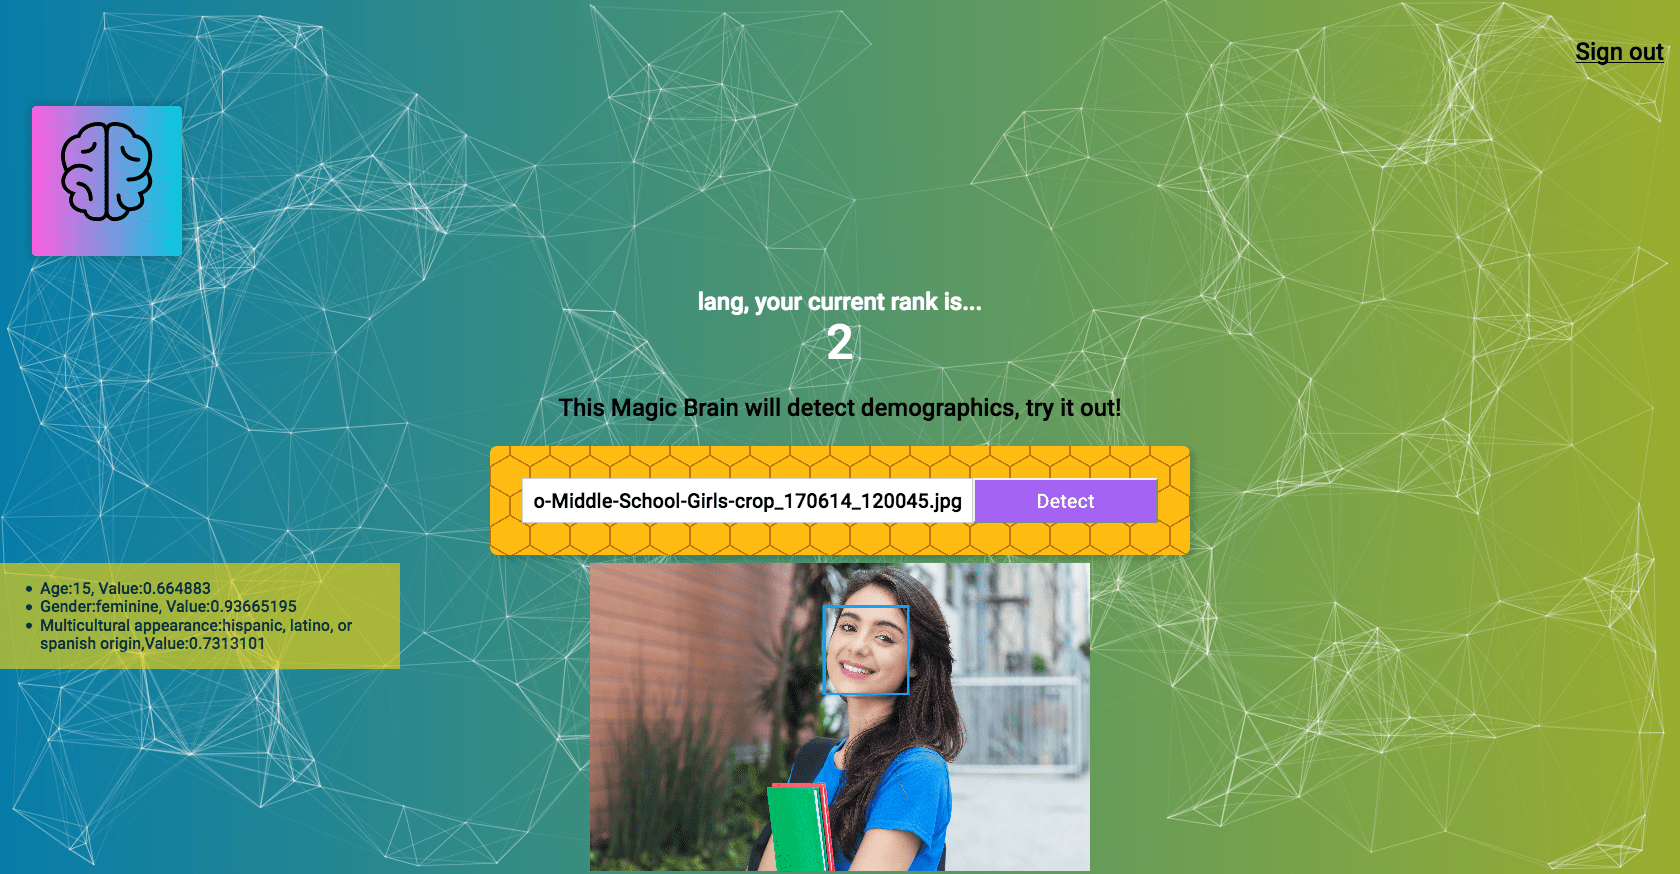 Sign out
lang, your current rank is...
2
This Magic Brain will detect demographics, try it out!
o-Middle-School-Girls-crop_170614_120045.jpg
Detect
Age:15, Value:0.664883
Gender:feminine, Value:0.93665195
Multicultural appearance:hispanic, latino, or
spanish origin,Value:0.7313101